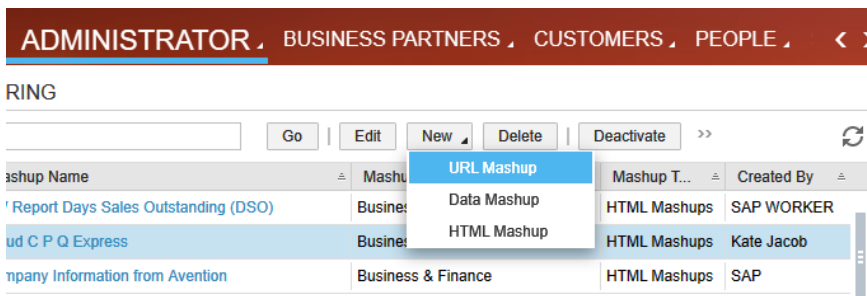 ADMINISTRATOR BUSINESS PARTNERS CUSTOMERS PEOPLE
RING
Go | Edit New Delete | Deactivate >>
ashup Name Mashu Mashup T... Created By
URL Mashup
Data Mashup
HTML Mashup
Report Days Sales Outstanding (DSO) Busines HTML Mashups SAP WORKER
ud C P Q Express Busines HTML Mashups Kate Jacob
mpany Information from Avention Business & Finance HTML Mashups SAP